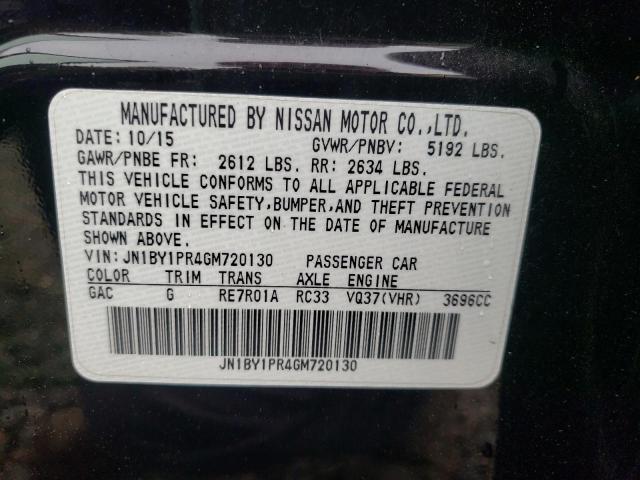 MANUFACTURED BY NISSAN MOTOR CO.,LTD.
DATE: 10/15 GVWR/PNBV: 5192 LBS.
GAWR/PNBE FR: 2612 LBS. RR: 2634 LBS.
THIS VEHICLE CONFORMS TO ALL APPLICABLE FEDERAL
MOTOR VEHICLE SAFETY,BUMPER,AND THEFT PREVENTION
STANDARDS IN EFFECT ON THE DATE OF MANUFACTURE
SHOWN ABOVE.
VIN: JN1BY1PR4GM720130 PASSENGER CAR
COLOR TRIM TRANS AXLE ENGINE
GAC G RE7R01A RC33 VQ37(VHR) 3696CC
JN1BY1PR4GM720130